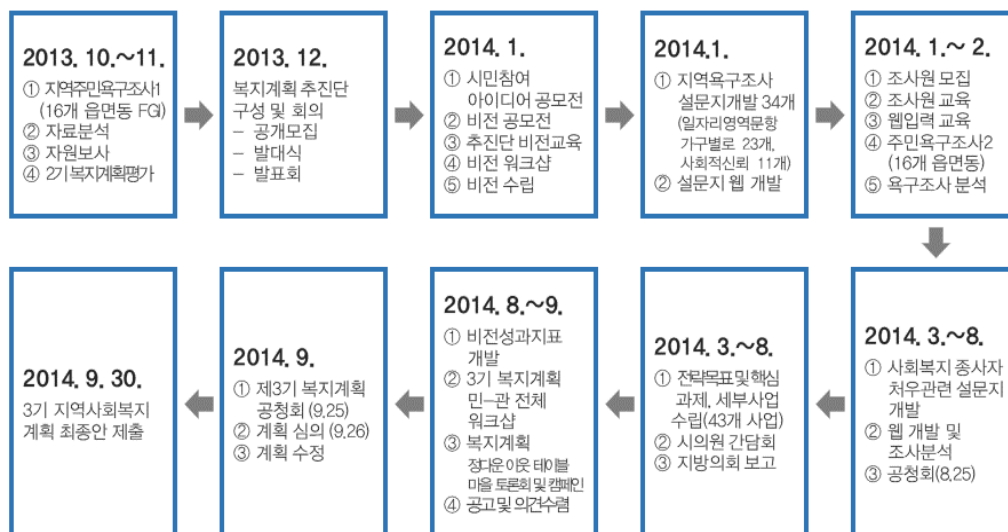 2013. 10.~11.
① 지역주민욕구조사1
(16개 읍면동 FGI)
② 자료분석
③ 자원보사
④ 2기 복지계획평가
2013. 12.
복지계획 추진단
구성 및 회의
– 공개모집
– 발대식
– 발표회
2014. 1.
① 시민참여
아이디어 공모전
② 비전 공모전
③ 추진단 비전교육
④ 비전 워크샵
⑤ 비전 수립
2014.1.
① 지역욕구조사
설문지개발 34개
(일자리영역문항
가구별로 23개,
사회적신뢰 11개)
② 설문지 웹 개발
2014. 1.~ 2.
① 조사원 모집
② 조사원 교육
③ 웹입력 교육
④ 주민욕구조사2
(16개 읍면동)
⑤ 욕구조사 분석
2014. 3.~8.
① 사회복지 종사자
처우관련 설문지
개발
② 웹 개발 및
조사분석
③ 공청회(8.25)
2014. 3.~8.
① 전략목표 및 핵심
과제, 세부사업
수립(43개 사업)
② 시의원 간담회
③ 지방의회 보고
2014. 8.~9.
① 비전성과지표
개발
② 3기 복지계획
민-관 전체
워크샵
③ 복지계획
정다운 이웃 테이블
마을 토론회 및 캠페인
④ 공고 및 의견수렴
2014. 9.
① 제3기 복지계획
공청회 (9.25)
② 계획 심의 (9.26)
③ 계획 수정
2014. 9. 30.
3기 지역사회복지
계획 최종안 제출